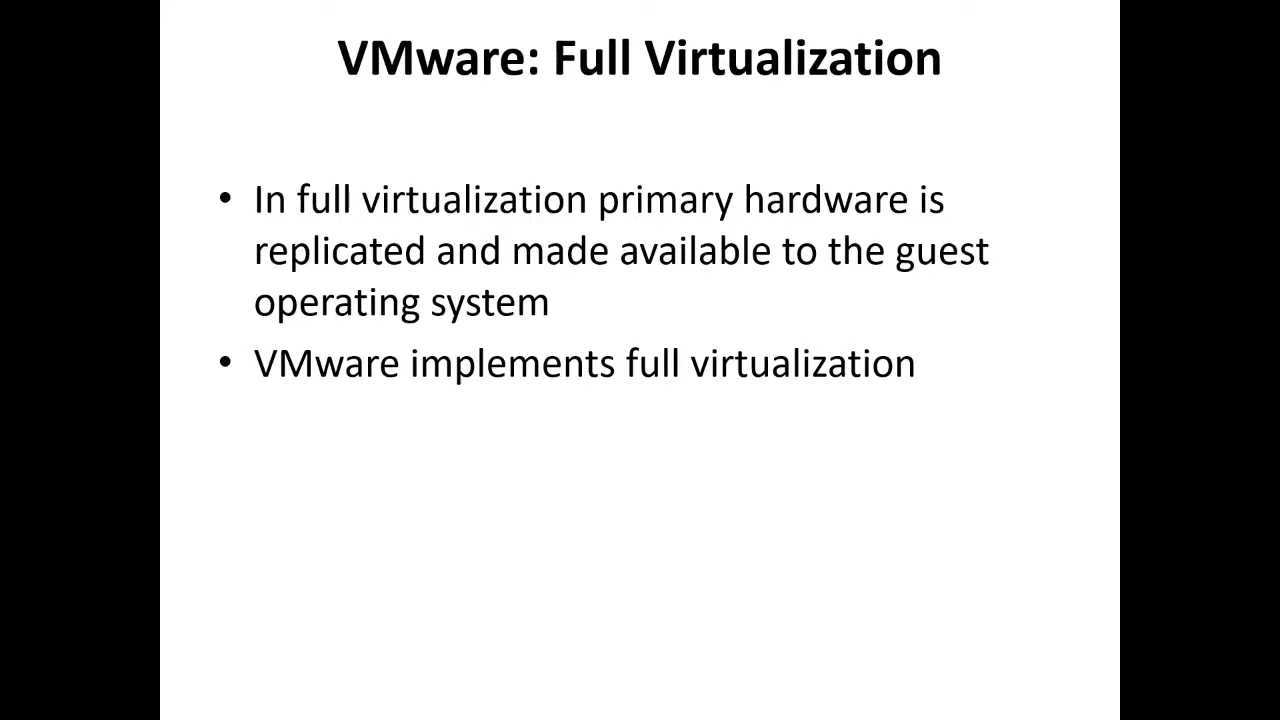 VMware: Full Virtualization
• In full virtualization primary hardware is
replicated and made available to the guest
operating system
• VMware implements full virtualization